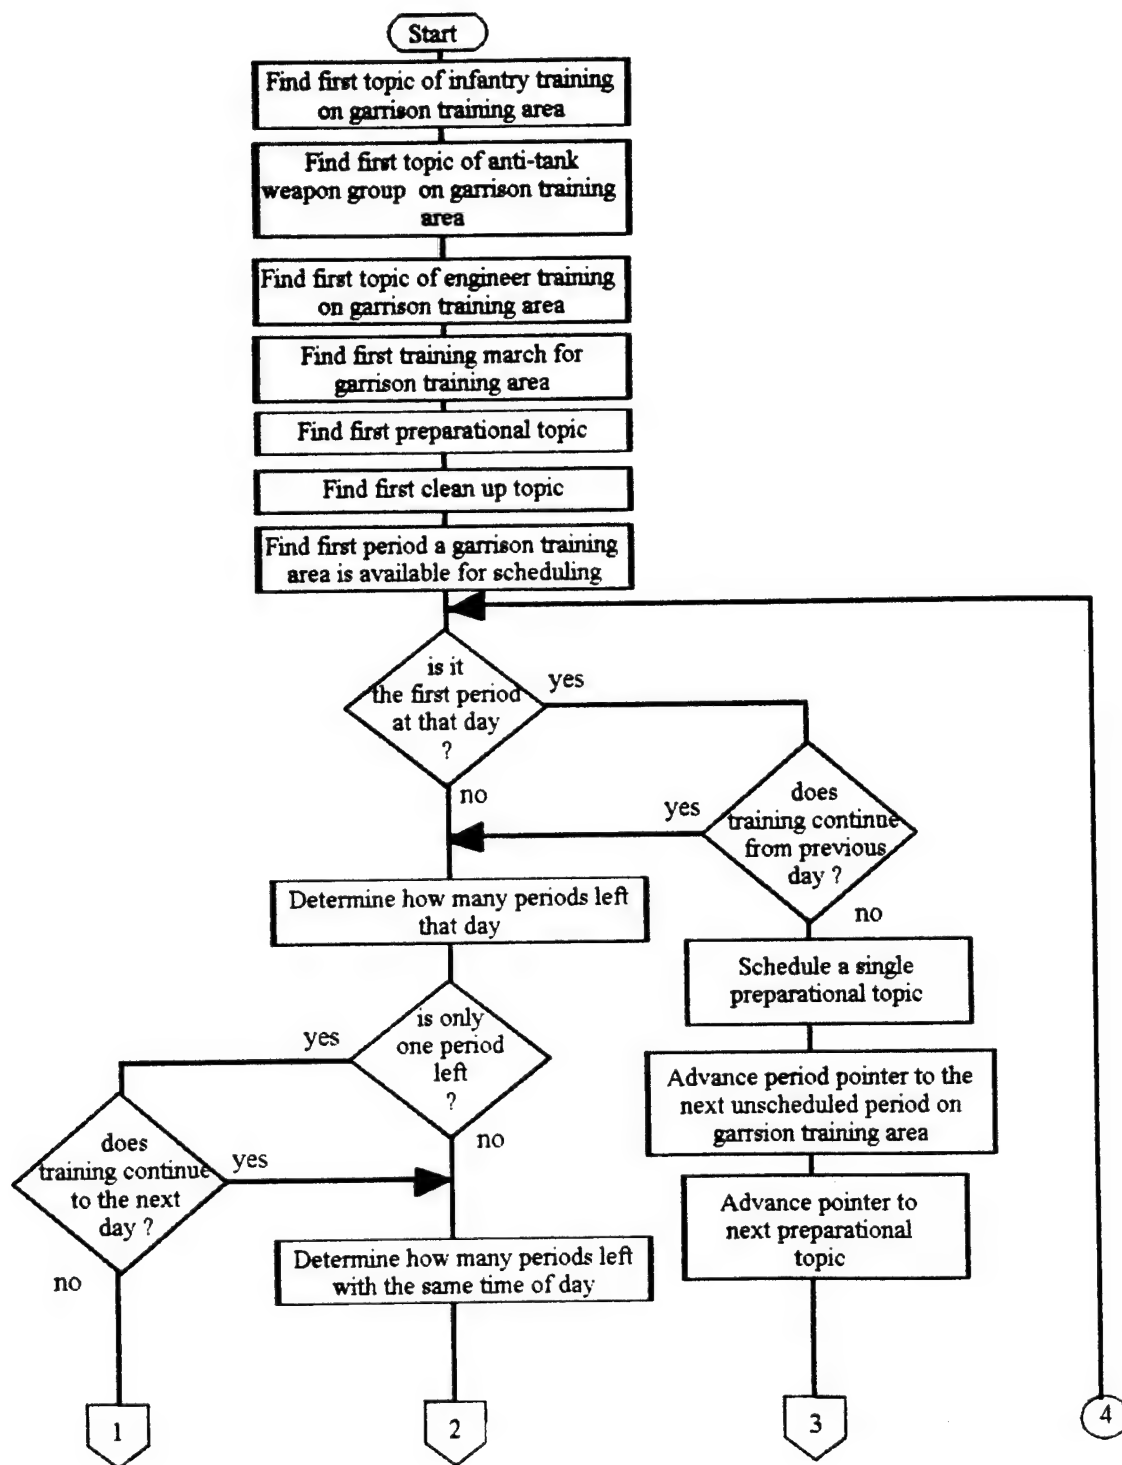 Start
Find first topic of infantry training
on garrison training area
Find first topic of anti-tank
weapon group on garrison training
area
Find first topic of engineer training
on garrison training area
Find first training march for
garrison training area
Find first preparational topic
Find first clean up topic
Find first period a garrison training
area is available for scheduling
is it
the first period
at that day
?
yes
no
does
training continue
from previous
day ?
yes
no
Determine how many periods left
that day
Schedule a single
preparational topic
is only
one period
left
?
yes
no
Advance period pointer to the
next unscheduled period on
garrsion training area
does
training continue
to the next
day ?
yes
no
Advance pointer to
next preparational
topic
Determine how many periods left
with the same time of day
1
2
3
4